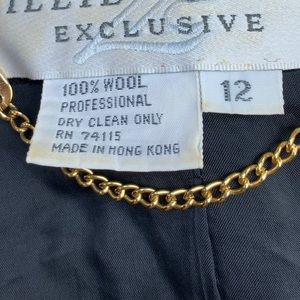 EXCLUSIVE
100% WOOL
PROFESSIONAL
DRY CLEAN ONLY
RN 74115
MADE IN HONG KONG
12